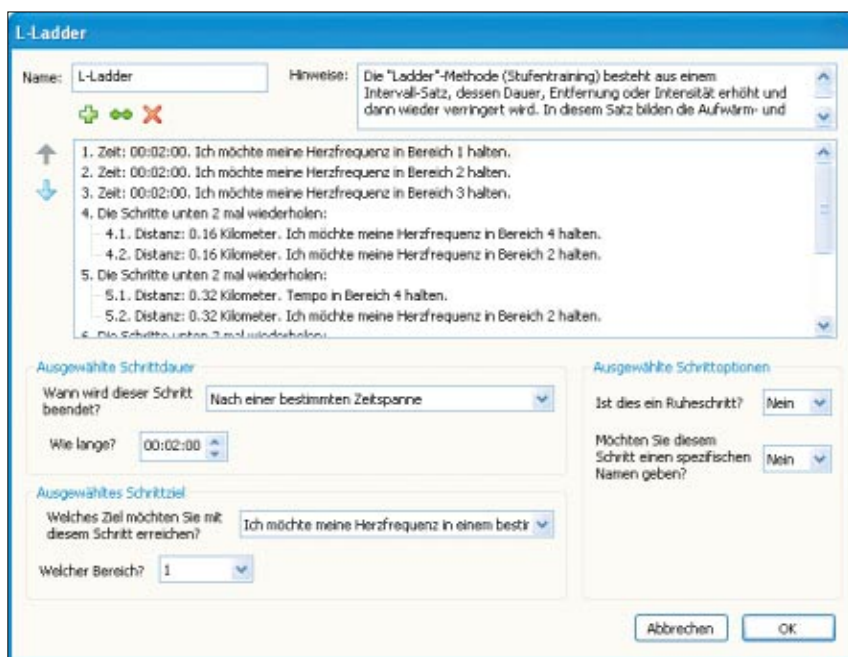 L-Ladder
Name: L-Ladder
Hinweise: Die "Ladder"-Methode (Stufentraining) besteht aus einem
Intervall-Satz, dessen Dauer, Entfernung oder Intensität erhöht und
dann wieder verringert wird. In diesem Satz bilden die Aufwärm- und
1. Zeit: 00:02:00. Ich möchte meine Herzfrequenz in Bereich 1 halten.
2. Zeit: 00:02:00. Ich möchte meine Herzfrequenz in Bereich 2 halten.
3. Zeit: 00:02:00. Ich möchte meine Herzfrequenz in Bereich 3 halten.
4. Die Schritte unten 2 mal wiederholen:
4.1. Distanz: 0.16 Kilometer. Ich möchte meine Herzfrequenz in Bereich 4 halten.
4.2. Distanz: 0.16 Kilometer. Ich möchte meine Herzfrequenz in Bereich 2 halten.
5. Die Schritte unten 2 mal wiederholen:
5.1. Distanz: 0.32 Kilometer. Tempo in Bereich 4 halten.
5.2. Distanz: 0.32 Kilometer. Ich möchte meine Herzfrequenz in Bereich 2 halten.
6. Die Schritte unten 2 mal wiederholen:
Ausgewählte Schrittdauer
Wann wird dieser Schritt
beendet?
Nach einer bestimmten Zeitspanne
Wie lange? 00:02:00
Ausgewähltes Schrittziel
Welches Ziel möchten Sie mit
diesem Schritt erreichen?
Ich möchte meine Herzfrequenz in einem bestir
Welcher Bereich? 1
Ausgewählte Schrittoptionen
Ist dies ein Ruheschritt? Nein
Möchten Sie diesem
Schritt einen spezifischen
Namen geben?
Nein
Abbrechen
OK